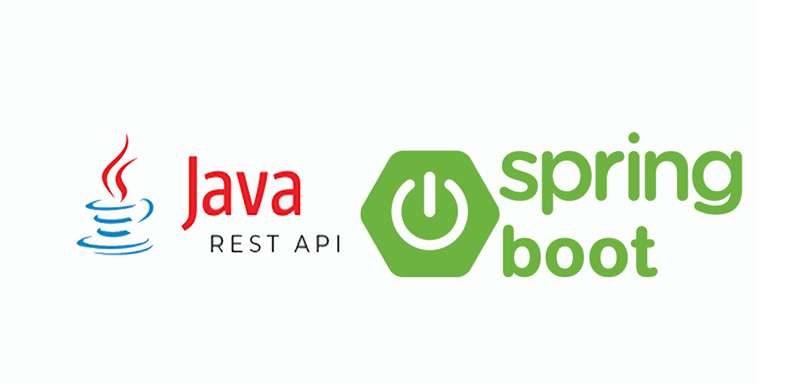 Java
REST API
spring
boot